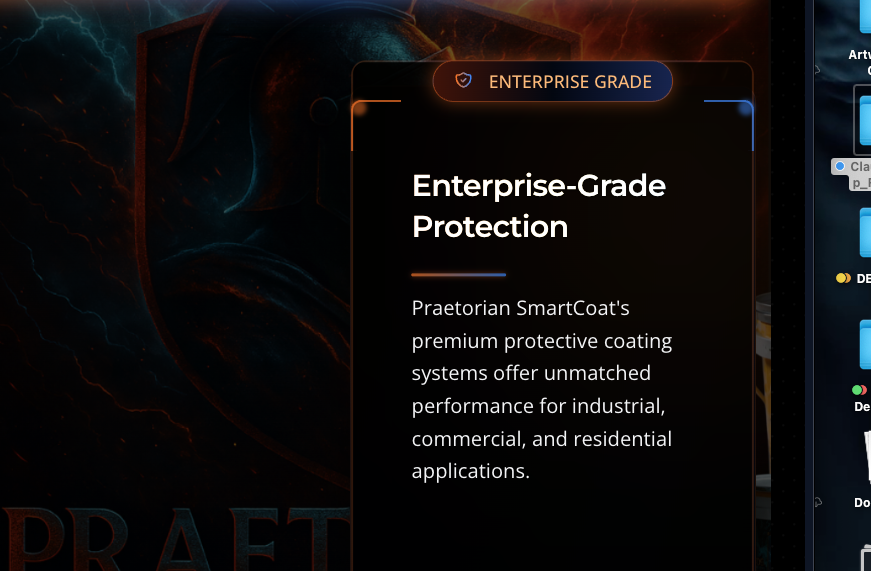 ENTERPRISE GRADE
Enterprise-Grade
Protection
Praetorian SmartCoat's
premium protective coating
systems offer unmatched
performance for industrial,
commercial, and residential
applications.
PRAET
Artw
Cla
p_F
DE
De
Do